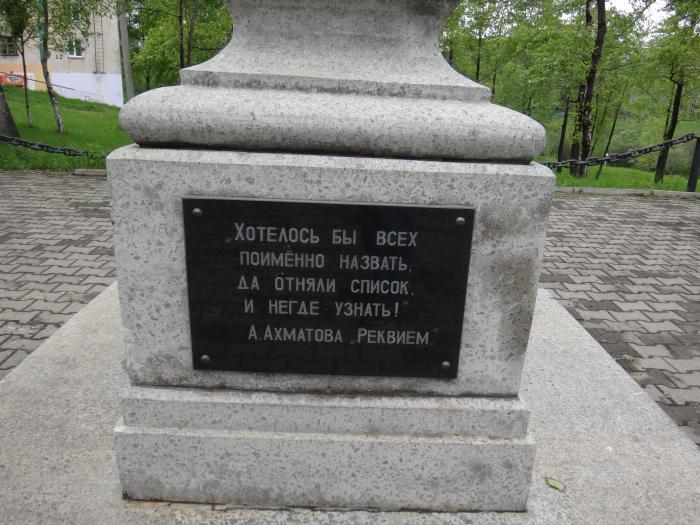 „Хотелось бы всех
поимённо назвать,
да отняли список,
и негде узнать!"
А.Ахматова „Реквием."